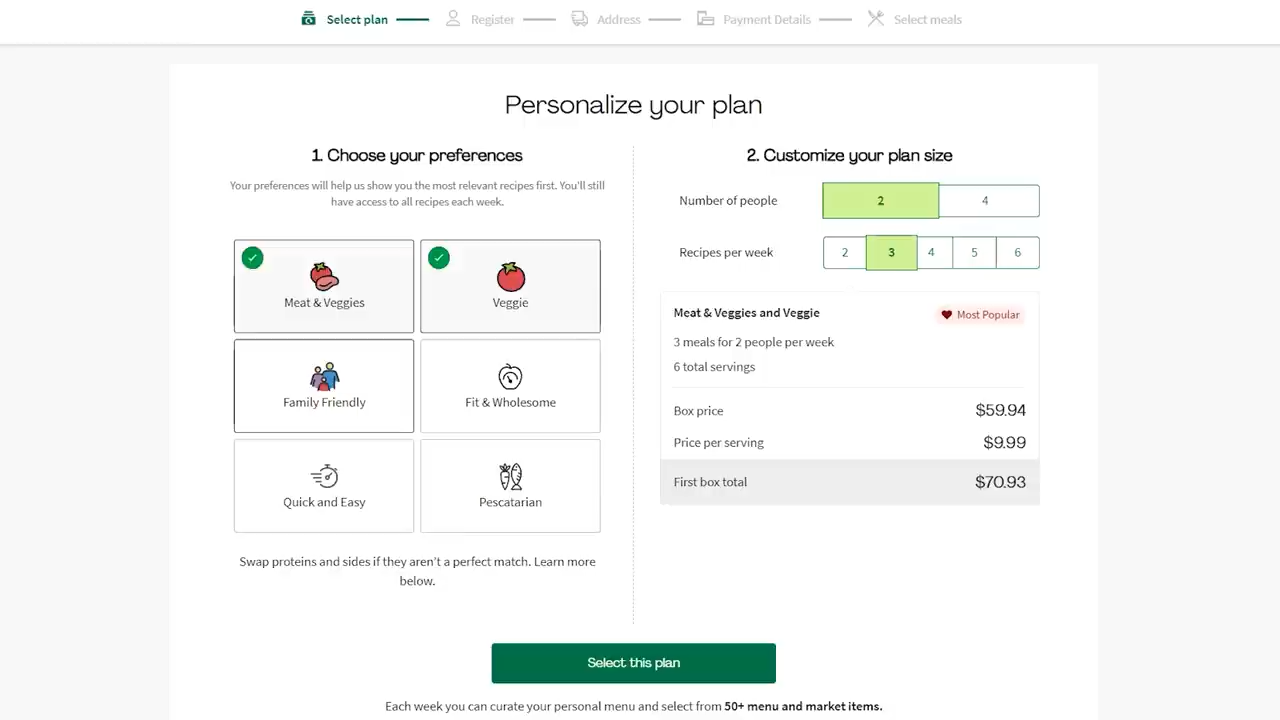 Select plan
Register
Address
Payment Details
Select meals
Personalize your plan
1. Choose your preferences
Your preferences will help us show you the most relevant recipes first. You'll still
have access to all recipes each week.
Meat & Veggies
Veggie
Family Friendly
Fit & Wholesome
Quick and Easy
Pescatarian
Swap proteins and sides if they aren't a perfect match. Learn more
below.
2. Customize your plan size
Number of people
2
4
Recipes per week
2
3
4
5
6
Meat & Veggies and Veggie
Most Popular
3 meals for 2 people per week
6 total servings
Box price
$59.94
Price per serving
$9.99
First box total
$70.93
Select this plan
Each week you can curate your personal menu and select from 50+ menu and market items.